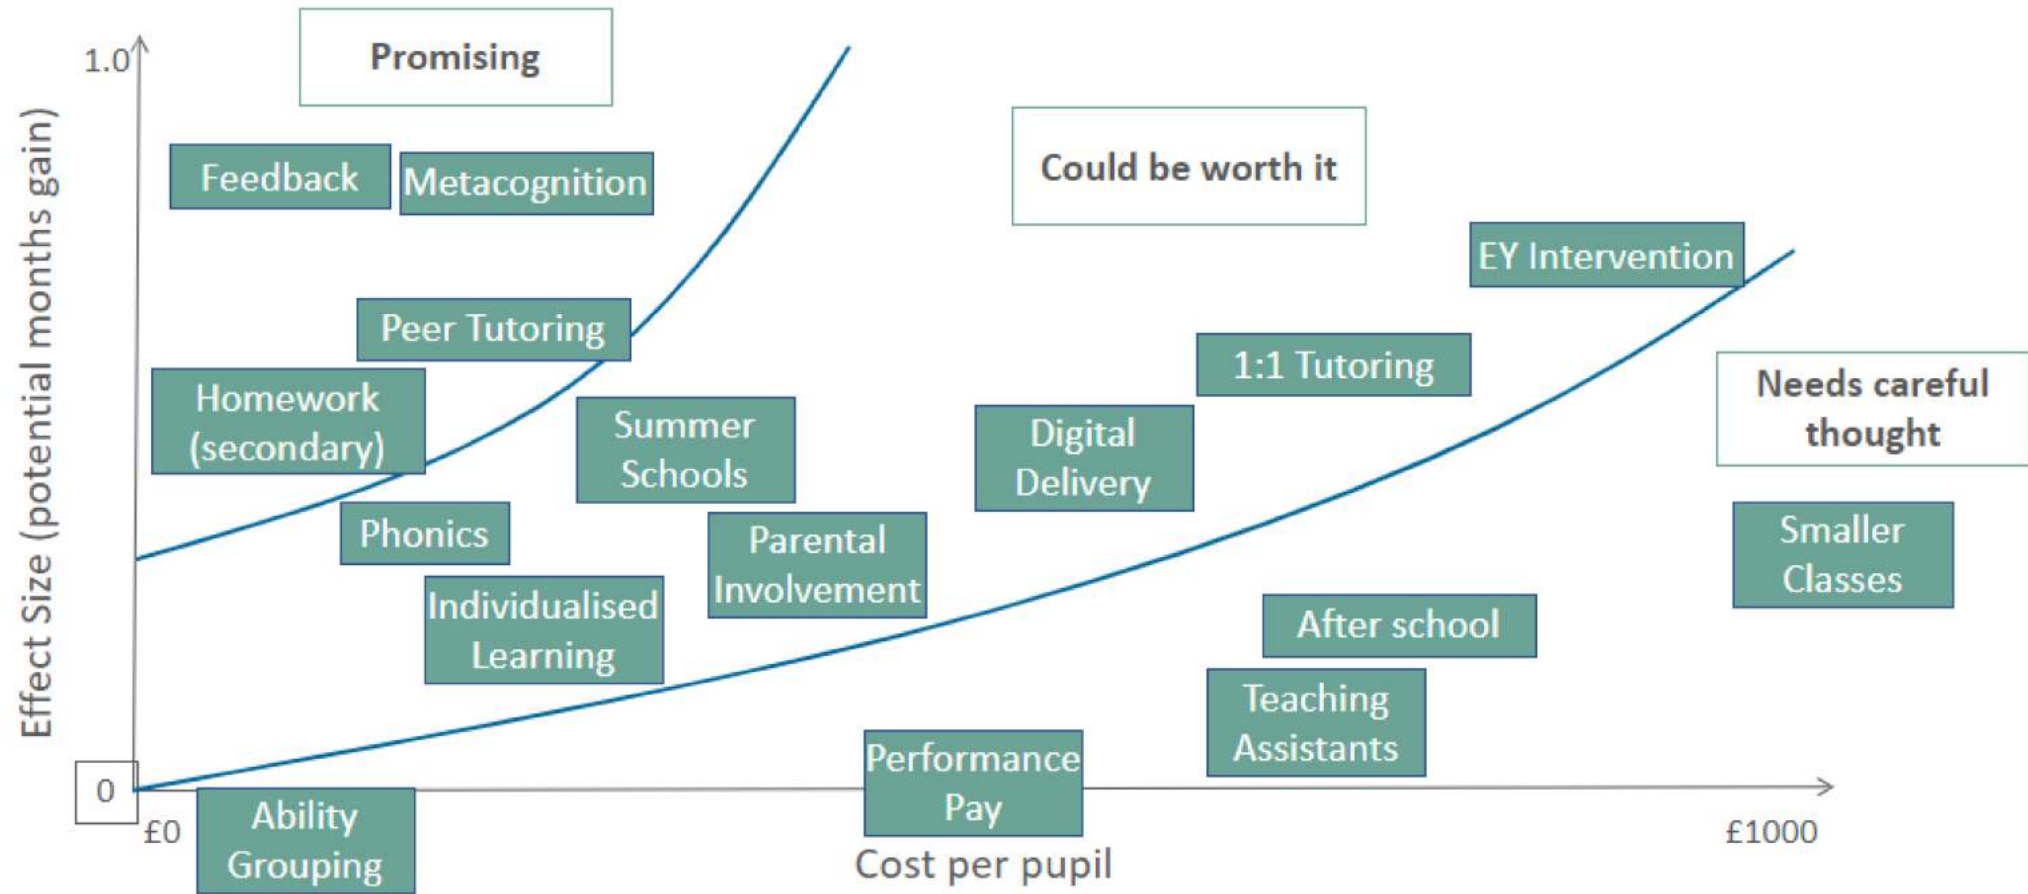 Effect Size (potential months gain)
1.0
Promising
Feedback
Metacognition
Could be worth it
EY Intervention
Peer Tutoring
1:1 Tutoring
Homework
(secondary)
Summer
Schools
Digital
Delivery
Needs careful
thought
Phonics
Parental
Involvement
Smaller
Classes
Individualised
Learning
After school
Teaching
Assistants
Performance
Pay
0
£0
Ability
Grouping
£1000
Cost per pupil